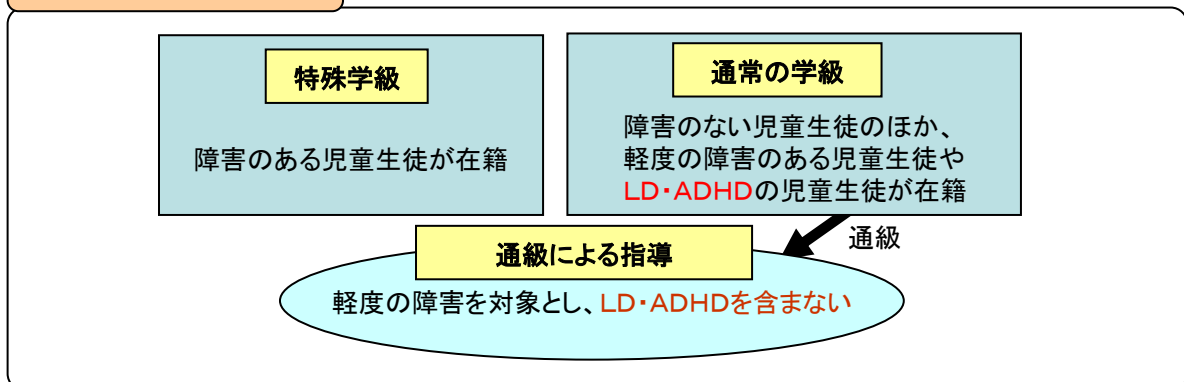 特殊学級
障害のある児童生徒が在籍
通常の学級
障害のない児童生徒のほか、
軽度の障害のある児童生徒や
LD・ADHDの児童生徒が在籍
通級
通級による指導
軽度の障害を対象とし、LD・ADHDを含まない